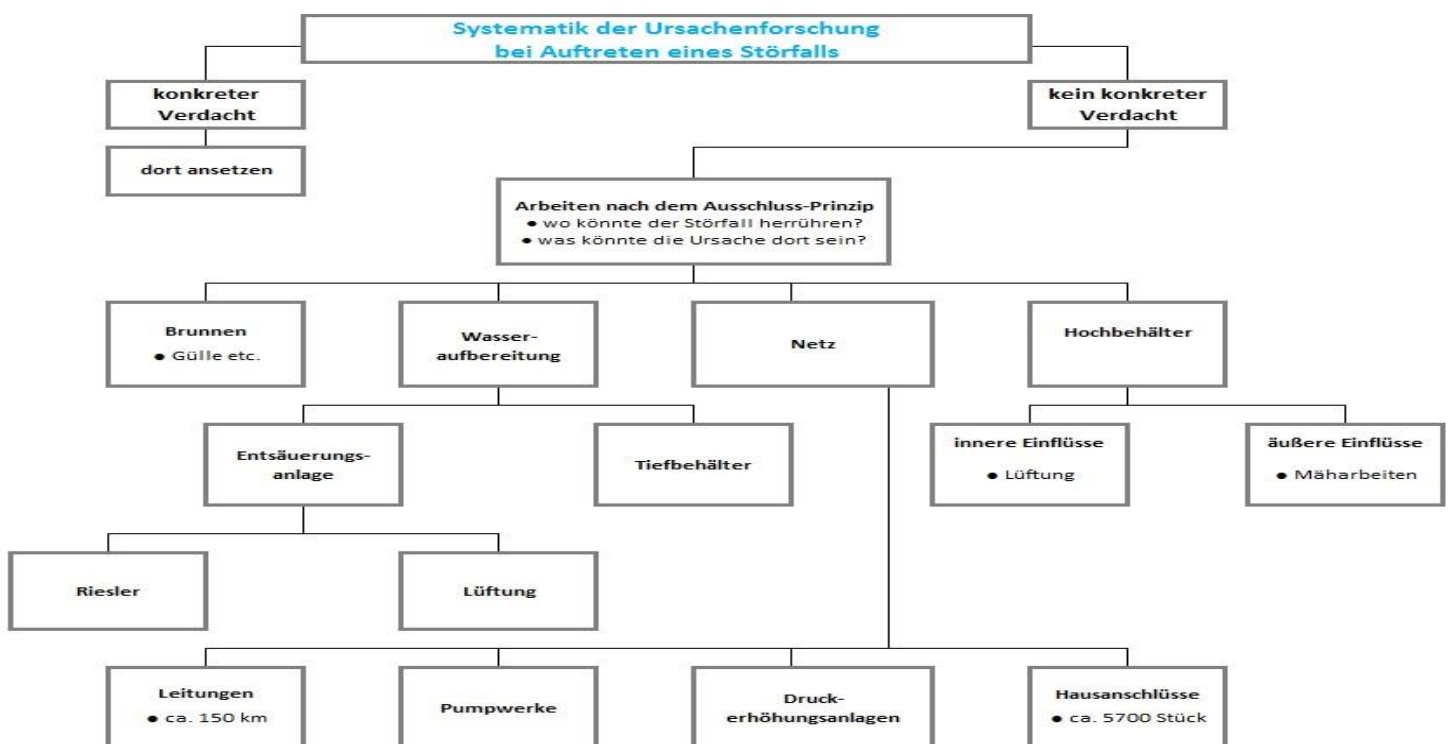 Systematik der Ursachenforschung
bei Auftreten eines Störfalls
konkreter
Verdacht
kein konkreter
Verdacht
dort ansetzen
Arbeiten nach dem Ausschluss-Prinzip
● wo könnte der Störfall herrühren?
● was könnte die Ursache dort sein?
Brunnen
● Gülle etc.
Wasser-
aufbereitung
Netz
Hochbehälter
Entsäuerungs-
anlage
Tiefbehälter
innere Einflüsse
● Lüftung
äußere Einflüsse
● Mäharbeiten
Riesler
Lüftung
Leitungen
● ca. 150 km
Pumpwerke
Druck-
erhöhungsanlagen
Hausanschlüsse
● ca. 5700 Stück